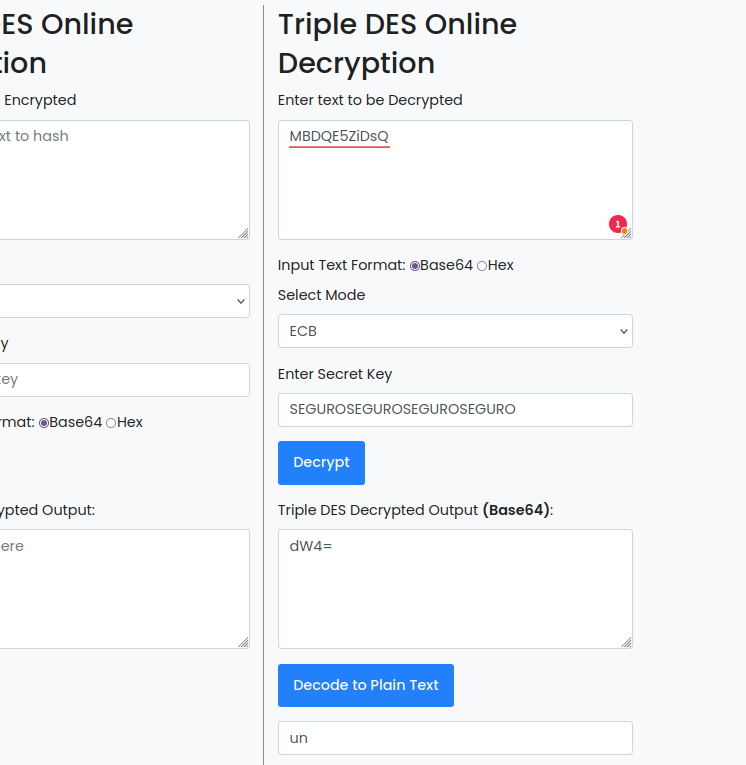 ES Online
tion
Encrypted
xt to hash
y
ey
rmat: Base64 Hex
ypted Output:
ere
Triple DES Online
Decryption
Enter text to be Decrypted
MBDQE5ZiDsQ
1
Input Text Format: Base64 Hex
Select Mode
ECB
Enter Secret Key
SEGUROSEGUROSEGUROSEGURO
Decrypt
Triple DES Decrypted Output (Base64):
dW4=
Decode to Plain Text
un